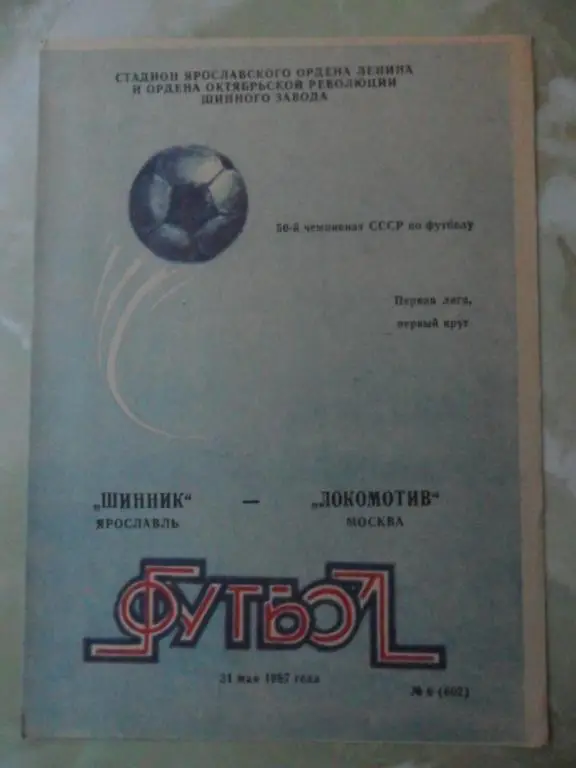 СТАДИОН ЯРОСЛАВСКОГО ОРДЕНА ЛЕНИНА
И ОРДЕНА ОКТЯБРЬСКОЙ РЕВОЛЮЦИИ
ШИННОГО ЗАВОДА
50-й чемпионат СССР по футболу
Первая лига,
первый круг
„ШИННИК“ — „ЛОКОМОТИВ“
ЯРОСЛАВЛЬ МОСКВА
ФУТБОЛ
31 мая 1987 года
№ 6 (602)